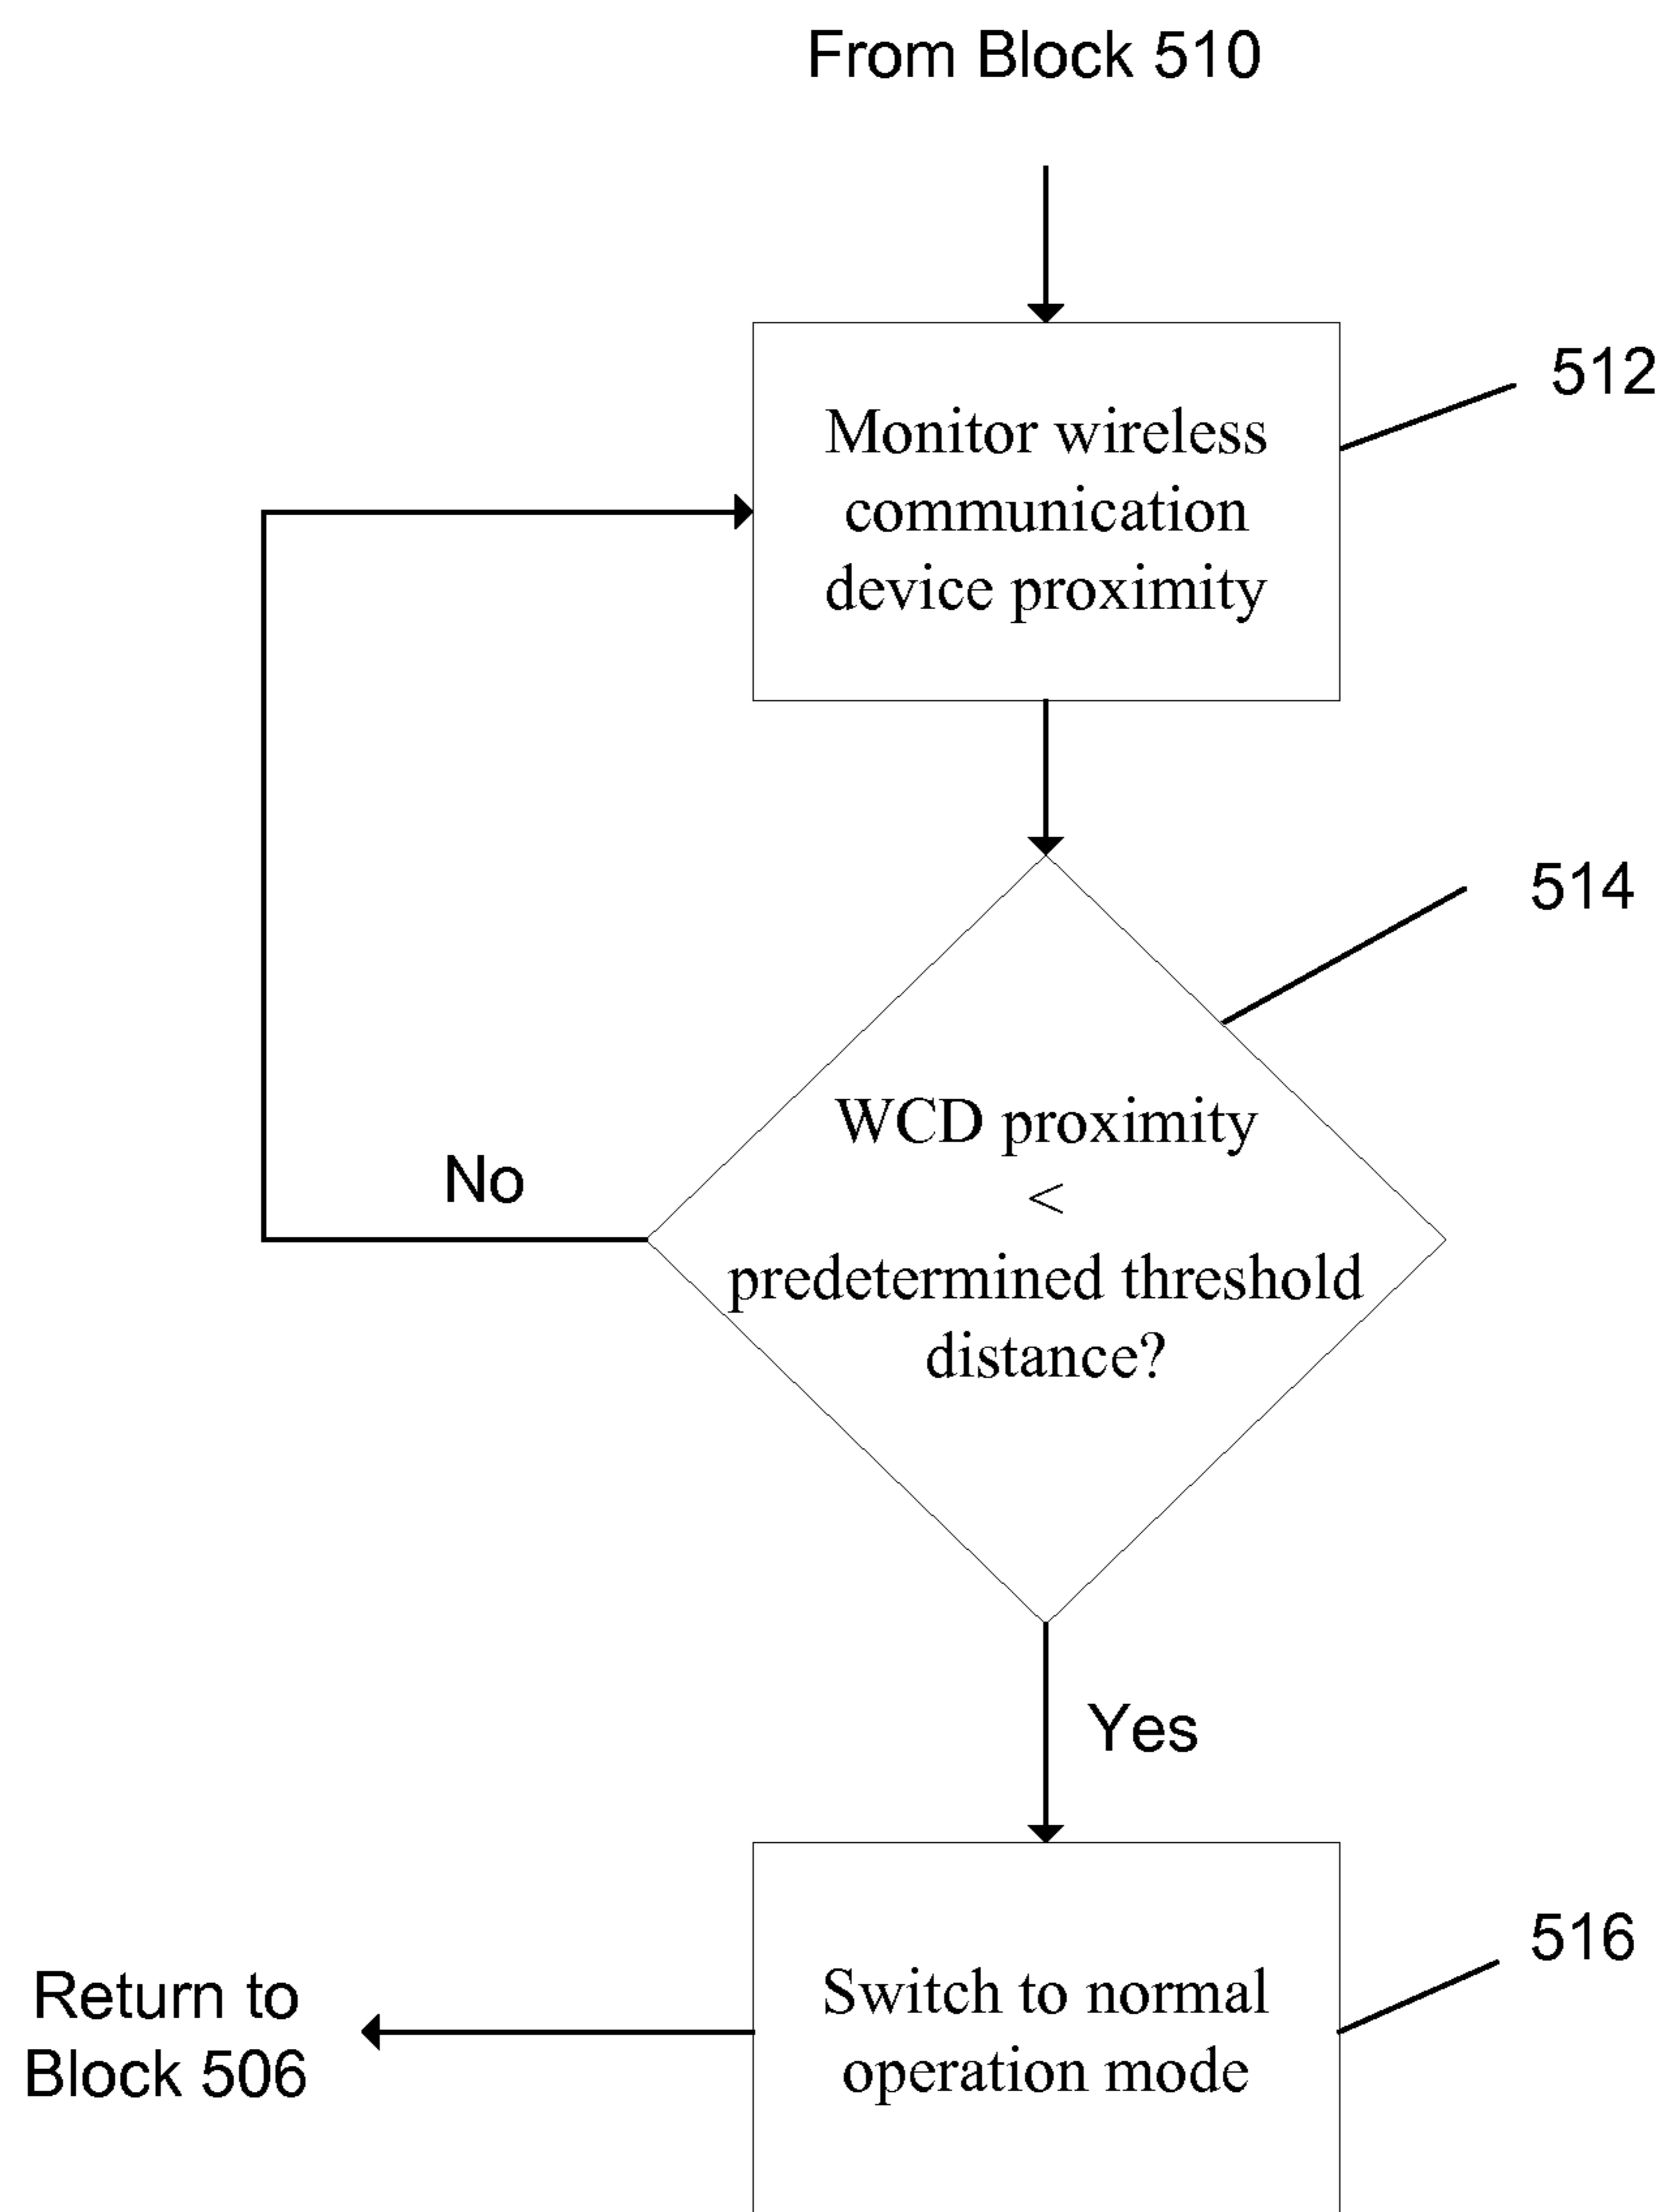 From Block 510
512
Monitor wireless
communication
device proximity
514
WCD proximity
<
predetermined threshold
distance?
No
Yes
516
Switch to normal
operation mode
Return to
Block 506